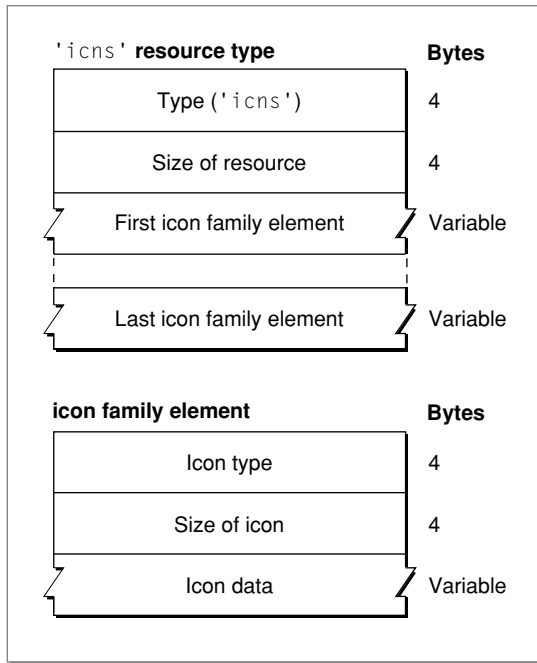 'icns' resource type Bytes
Type ('icns') 4
Size of resource 4
First icon family element Variable
Last icon family element Variable
icon family element Bytes
Icon type 4
Size of icon 4
Icon data Variable